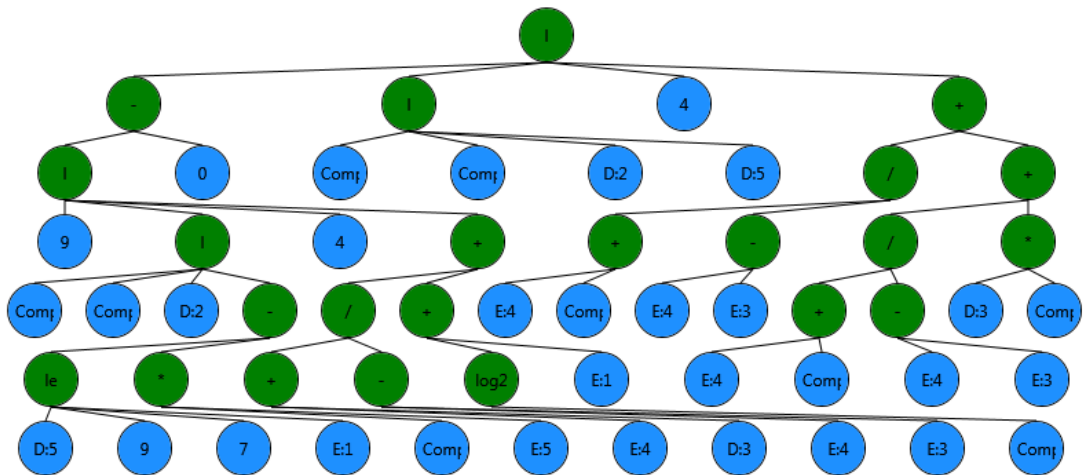 I
- I 4 +
I 0 Comp Comp D:2 D:5 / +
9 I 4 + + - / *
Comp Comp D:2 - / + E:4 Comp E:4 E:3 + - D:3 Comp
le * + - log2 E:1 E:4 Comp E:4 E:3
D:5 9 7 E:1 Comp E:5 E:4 D:3 E:4 E:3 Comp